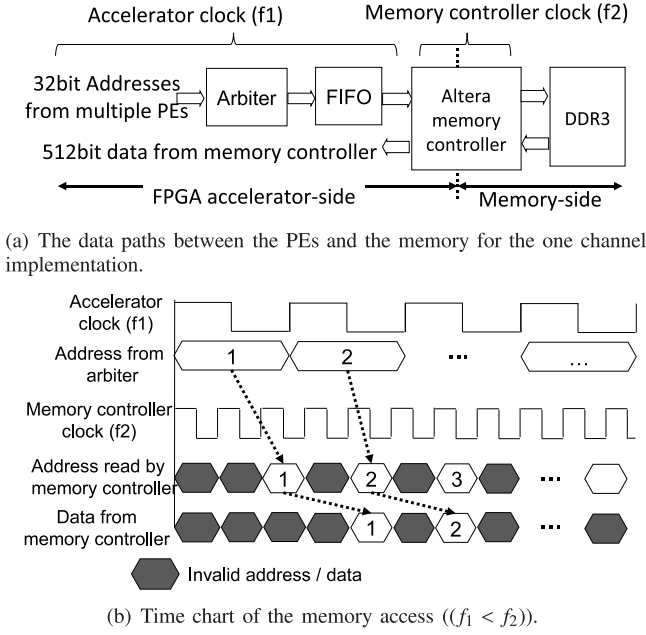 Accelerator clock (f1) Memory controller clock (f2)
32bit Addresses
from multiple PEs
Arbiter
FIFO
Altera
memory
controller
DDR3
512bit data from memory controller
FPGA accelerator-side
Memory-side
(a) The data paths between the PEs and the memory for the one channel
implementation.
Accelerator
clock (f1)
Address from
arbiter
1 2 ... ...
Memory controller
clock (f2)
Address read by
memory controller
1 2 3 ...
Data from
memory controller
1 2 ...
Invalid address / data
(b) Time chart of the memory access ((f1 < f2)).